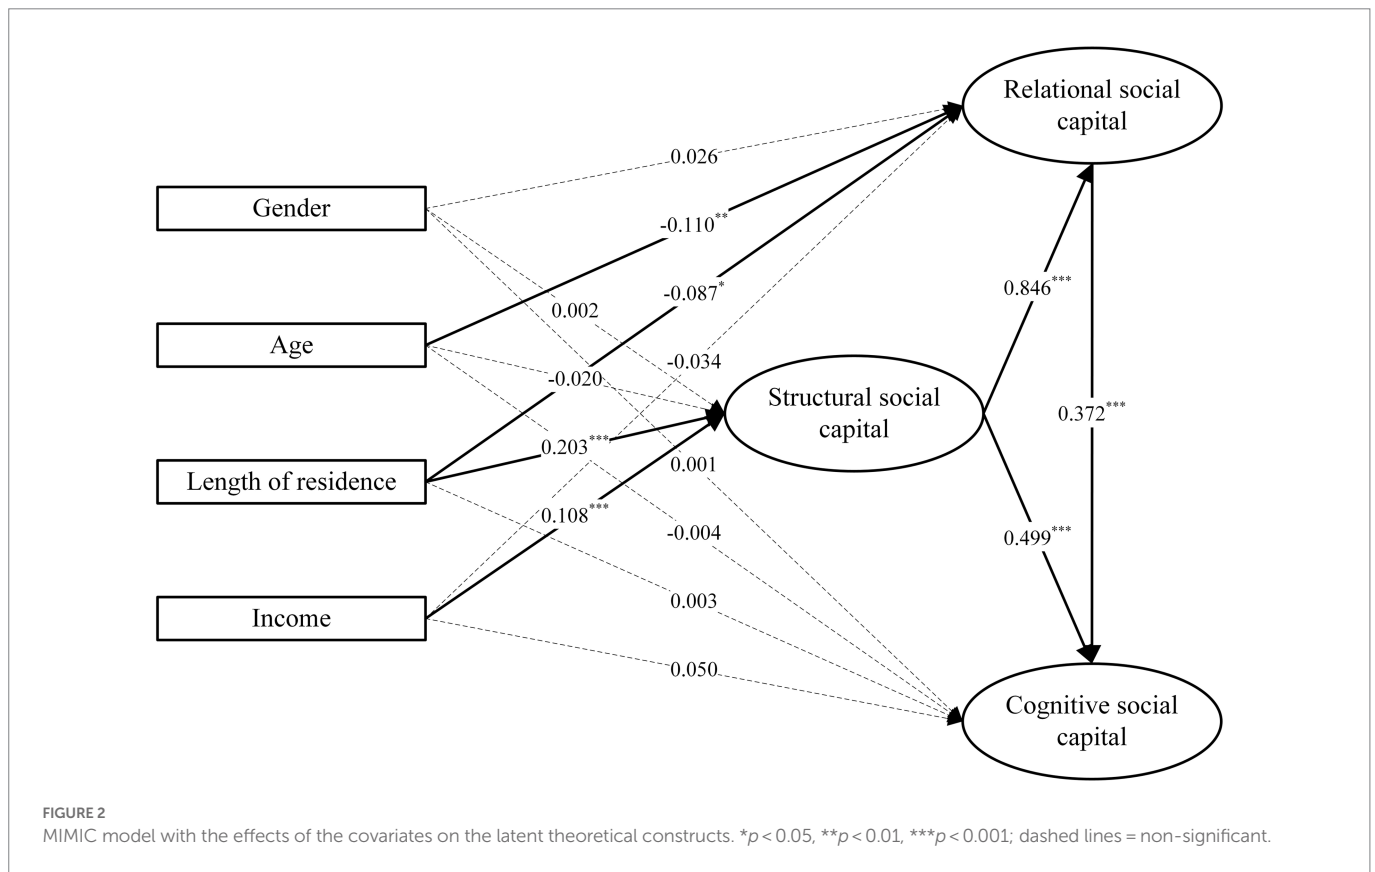 Relational social
capital
0.026
Gender
-0.110**
-0.087*
0.846***
0.002
Age
-0.034
-0.020
Structural social
capital
0.372***
0.203***
0.001
Length of residence
0.108***
-0.004
0.499***
0.003
Income
0.050
Cognitive social
capital
FIGURE 2
MIMIC model with the effects of the covariates on the latent theoretical constructs. *p < 0.05, **p < 0.01, ***p < 0.001; dashed lines = non-significant.